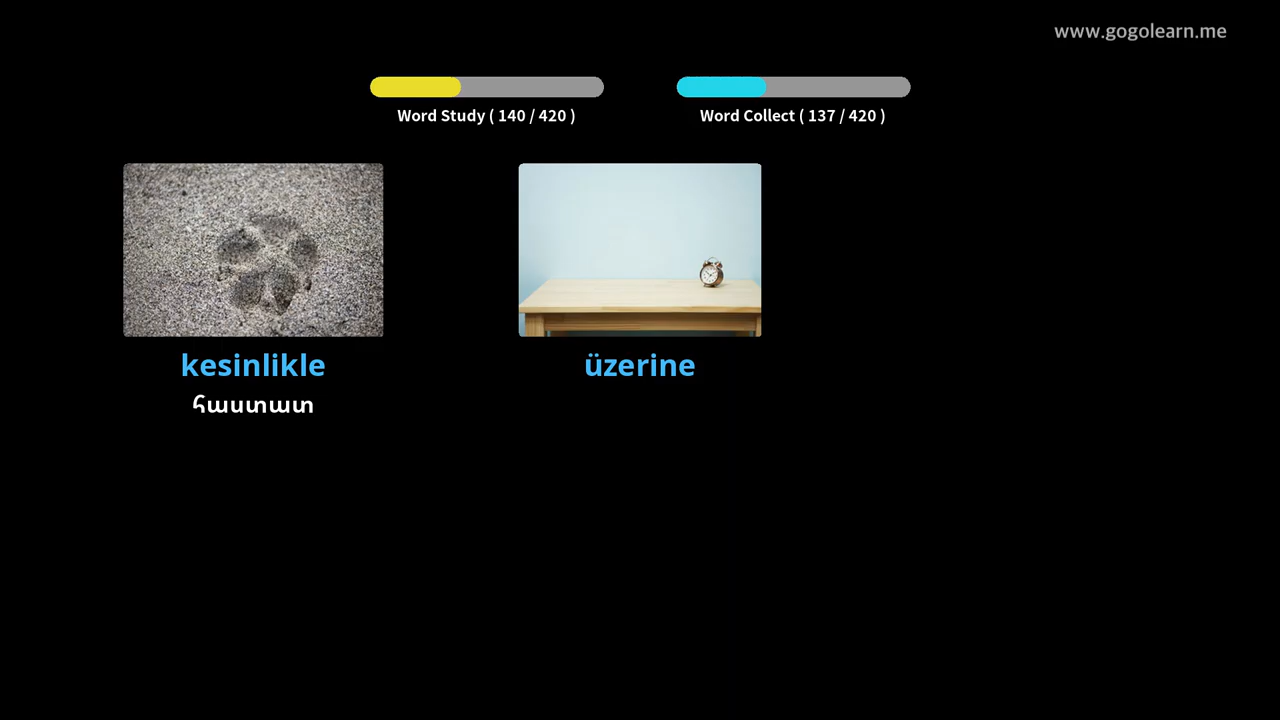 www.gogolearn.me
Word Study ( 140 / 420 )
Word Collect ( 137 / 420 )
kesinlikle
հաստատ
üzerine